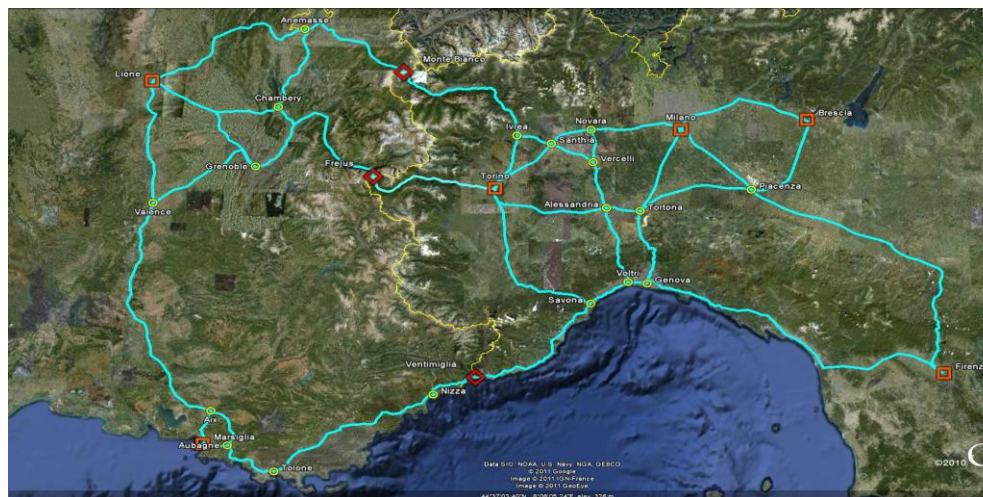 Anemasse
Monte Bianco
Lione
Chambery
Milano
Brescia
Novara
Ivrea
Santhia
Vercelli
Grenoble
Frejus
Torino
Piacenza
Valence
Alessandria
Tortona
Voltri
Genova
Savona
Ventimiglia
Firenz
Nizza
Aix
Marsiglia
Aubagne
Tolone
Data SIO, NOAA, U.S. Navy, NGA, GEBCO
© 2011 Google
Image © 2011 IGN-France
Image © 2011 GeoEye
©2010